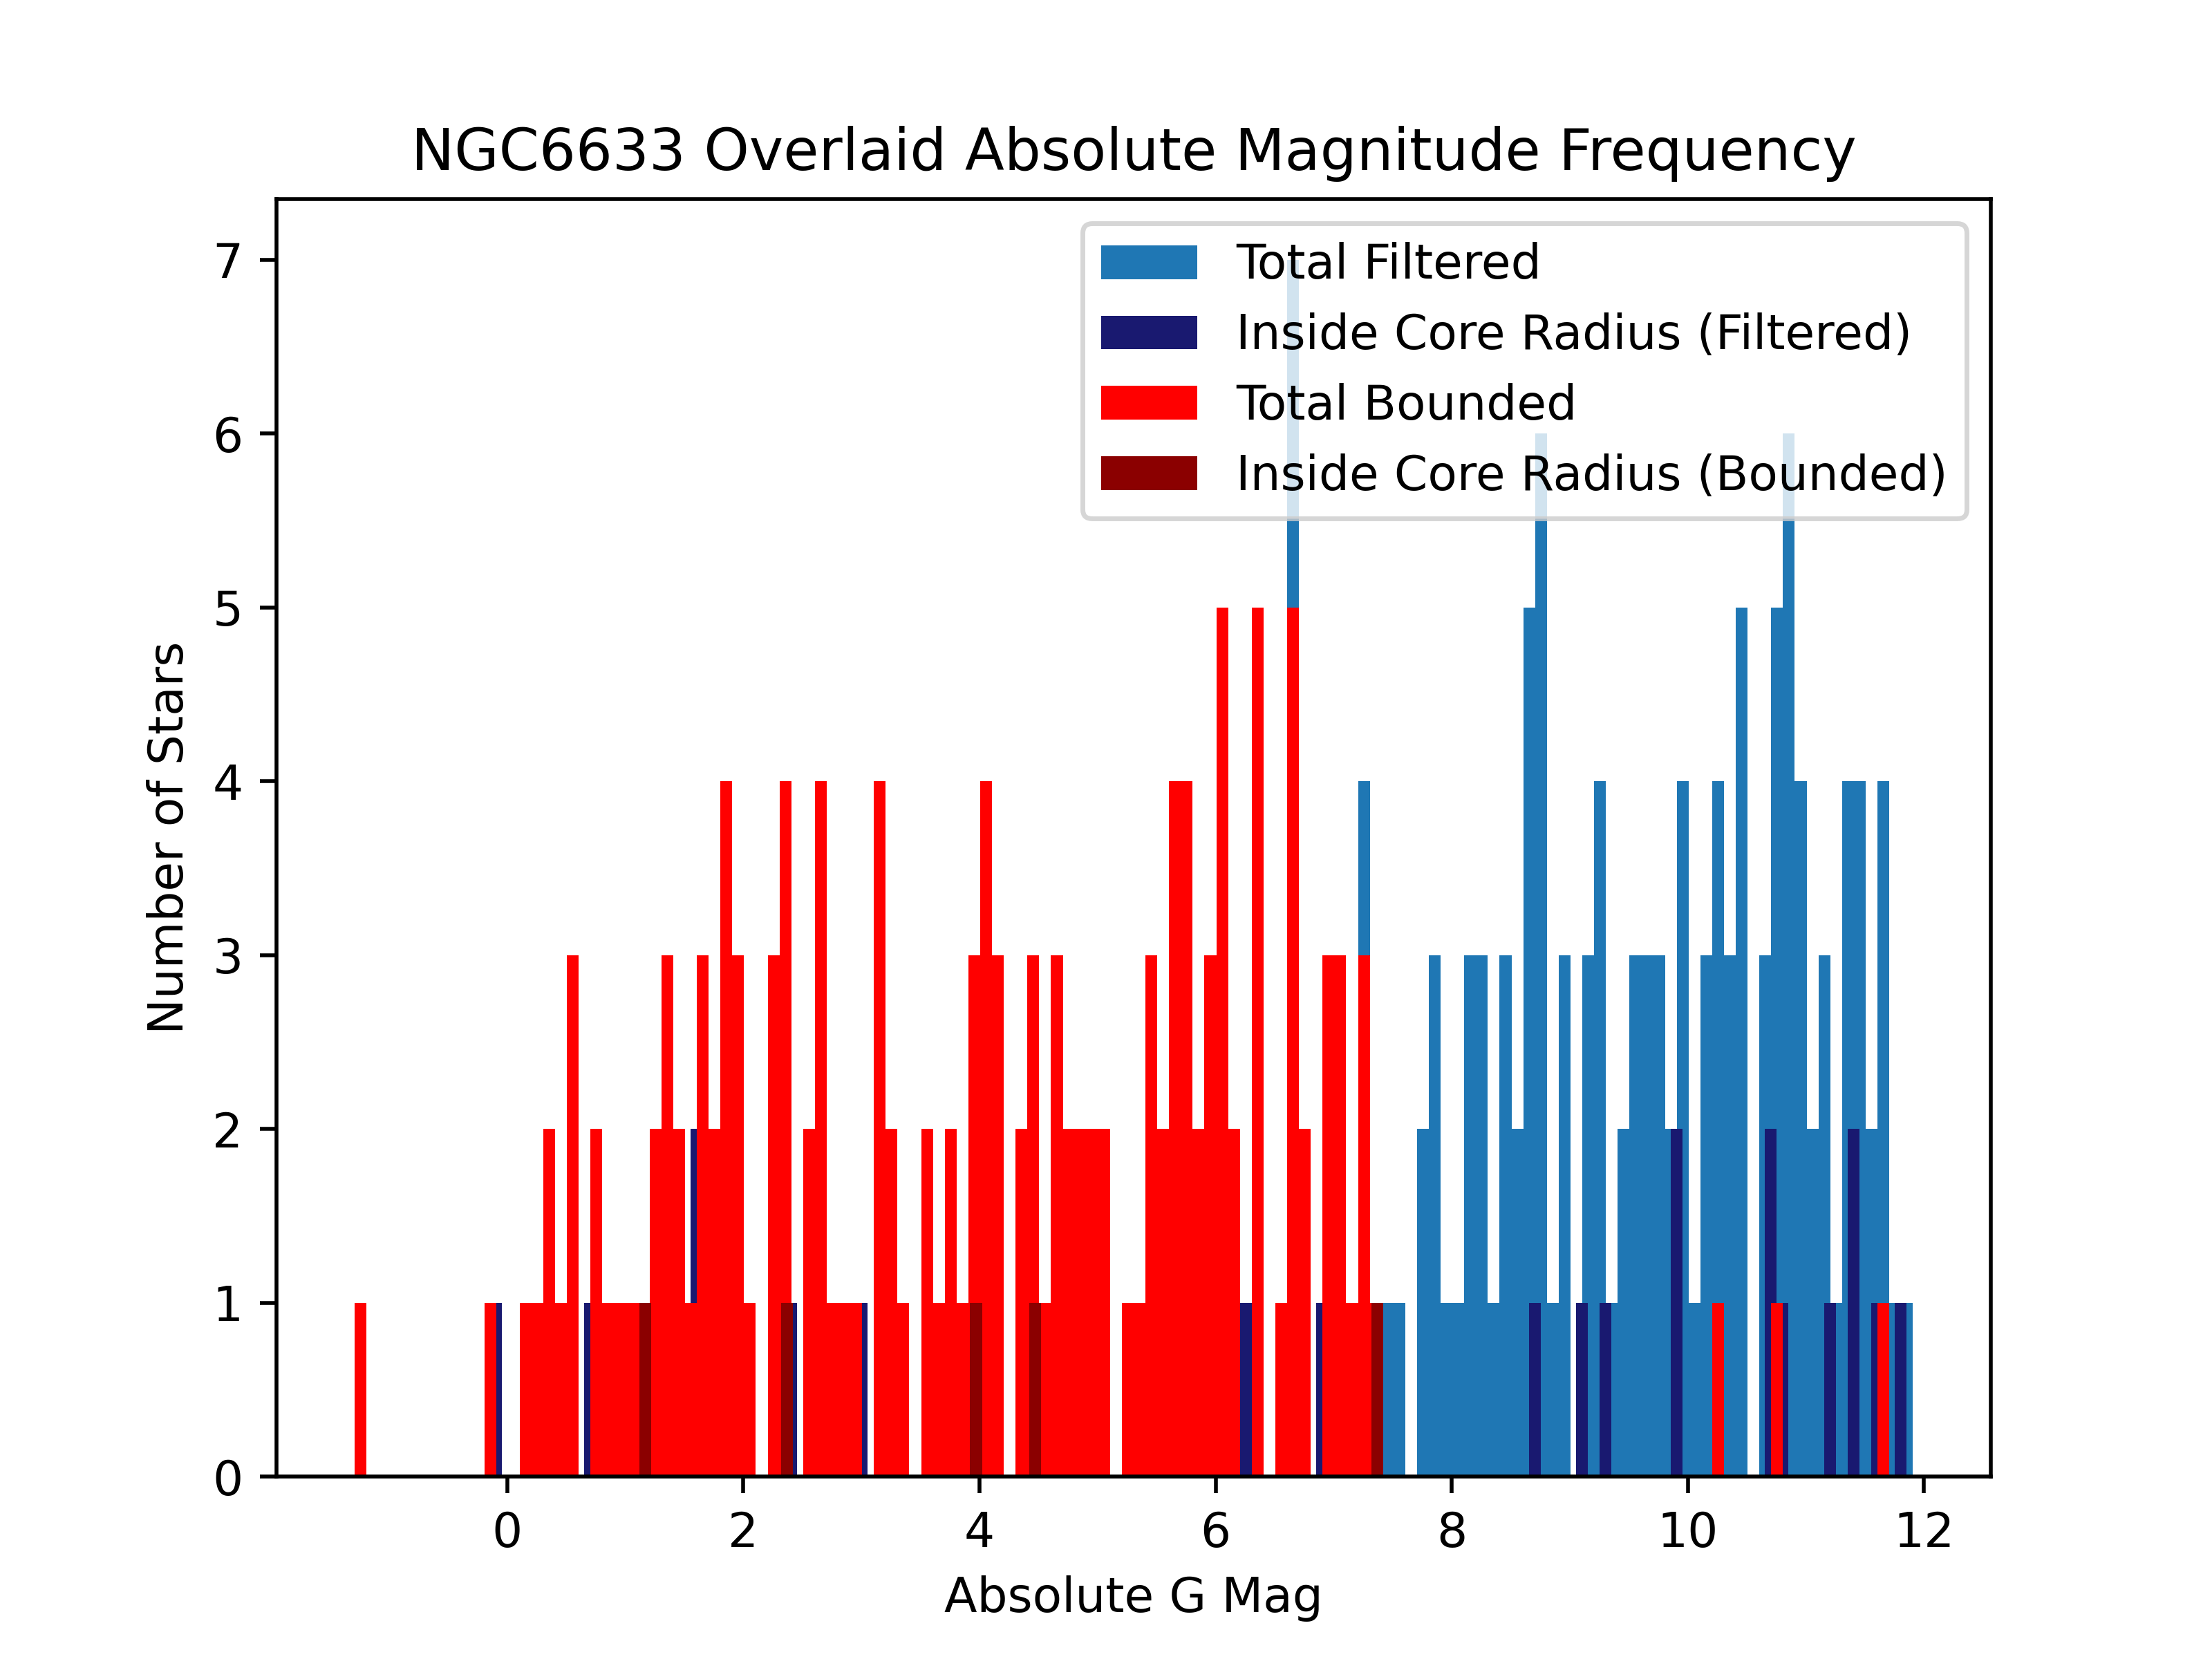 NGC6633 Overlaid Absolute Magnitude Frequency
Total Filtered
Inside Core Radius (Filtered)
Total Bounded
Inside Core Radius (Bounded)
7
6
5
4
3
2
1
0
Number of Stars
0 2 4 6 8 10 12
Absolute G Mag